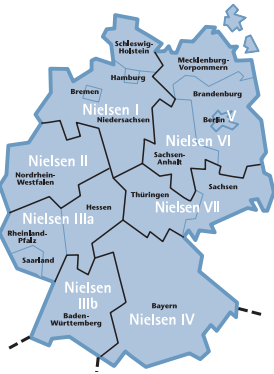 Schleswig-
Holstein
Mecklenburg-
Vorpommern
Hamburg
Bremen
Brandenburg
Nielsen I
Niedersachsen
Berlin V
Nielsen VI
Sachsen-
Anhalt
Nielsen II
Nordrhein-
Westfalen
Sachsen
Thüringen
Hessen
Nielsen VII
Nielsen IIIa
Rheinland-
Pfalz
Saarland
Nielsen
IIIb
Baden-
Württemberg
Bayern
Nielsen IV